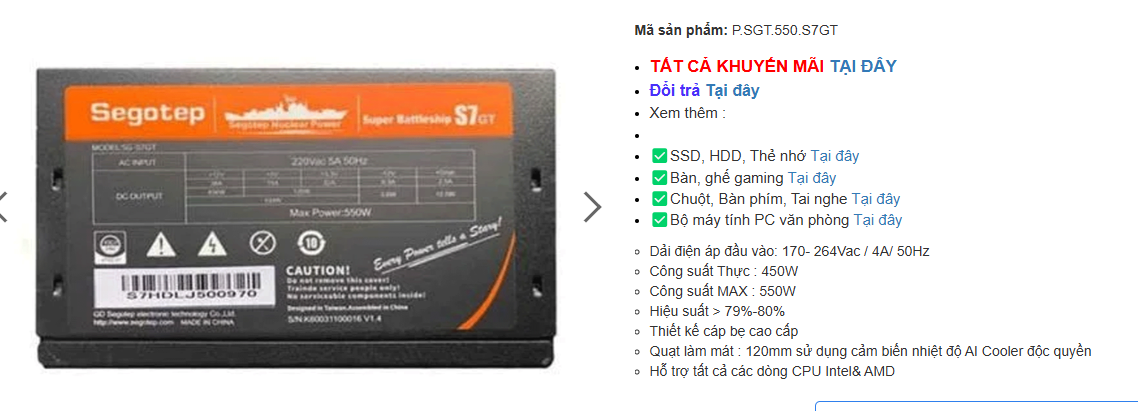 Segotep
Segotep Nuclear Power
Super Battleship S7GT
MODEL:SG-S7GT
AC INPUT
220Vac 5A 50Hz
DC OUTPUT
Max Power:550W
10
Every Power tells a Story!
CAUTION!
Do not remove this cover!
Trainde service people only!
No serviceable components inside!
S7HDLJ500970
Designed in Taiwan.Assembled in China
GD Segotep electronic technology Co.,Ltd.
http://www.segotep.com MADE IN CHINA
S/N:K60031100016 V1.4
Mã sản phẩm: P.SGT.550.S7GT
TẤT CẢ KHUYẾN MÃI TẠI ĐÂY
Đổi trả Tại đây
Xem thêm :
SSD, HDD, Thẻ nhớ Tại đây
Bàn, ghế gaming Tại đây
Chuột, Bàn phím, Tai nghe Tại đây
Bộ máy tính PC văn phòng Tại đây
Dải điện áp đầu vào: 170- 264Vac / 4A/ 50Hz
Công suất Thực : 450W
Công suất MAX : 550W
Hiệu suất > 79%-80%
Thiết kế cáp bẹ cao cấp
Quạt làm mát : 120mm sử dụng cảm biến nhiệt độ AI Cooler độc quyền
Hỗ trợ tất cả các dòng CPU Intel& AMD